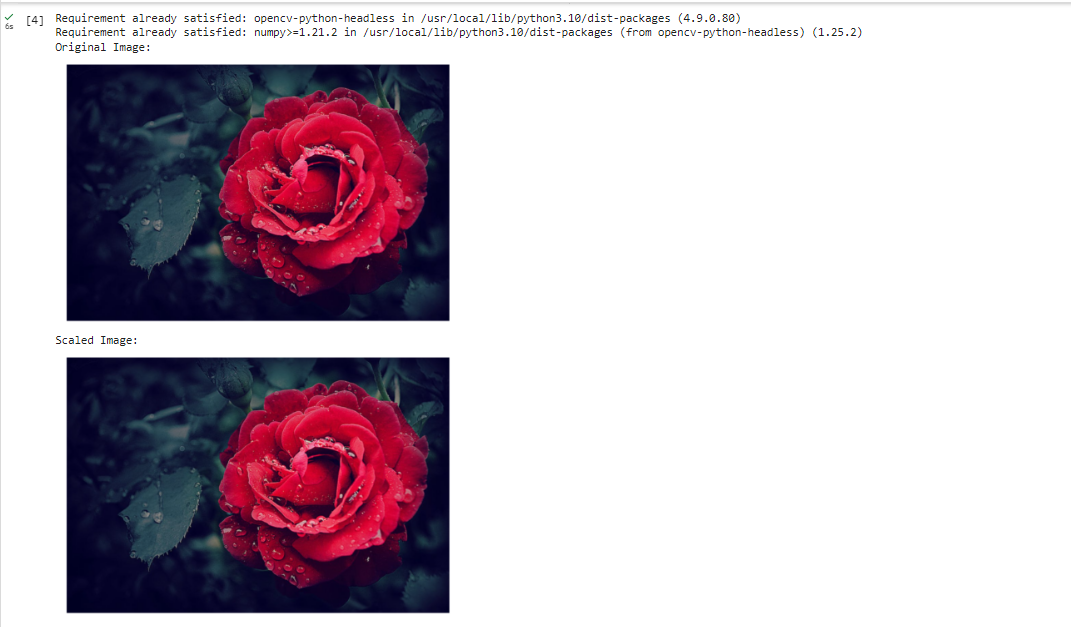 [4] Requirement already satisfied: opencv-python-headless in /usr/local/lib/python3.10/dist-packages (4.9.0.80)
6s Requirement already satisfied: numpy>=1.21.2 in /usr/local/lib/python3.10/dist-packages (from opencv-python-headless) (1.25.2)
Original Image:
Scaled Image: